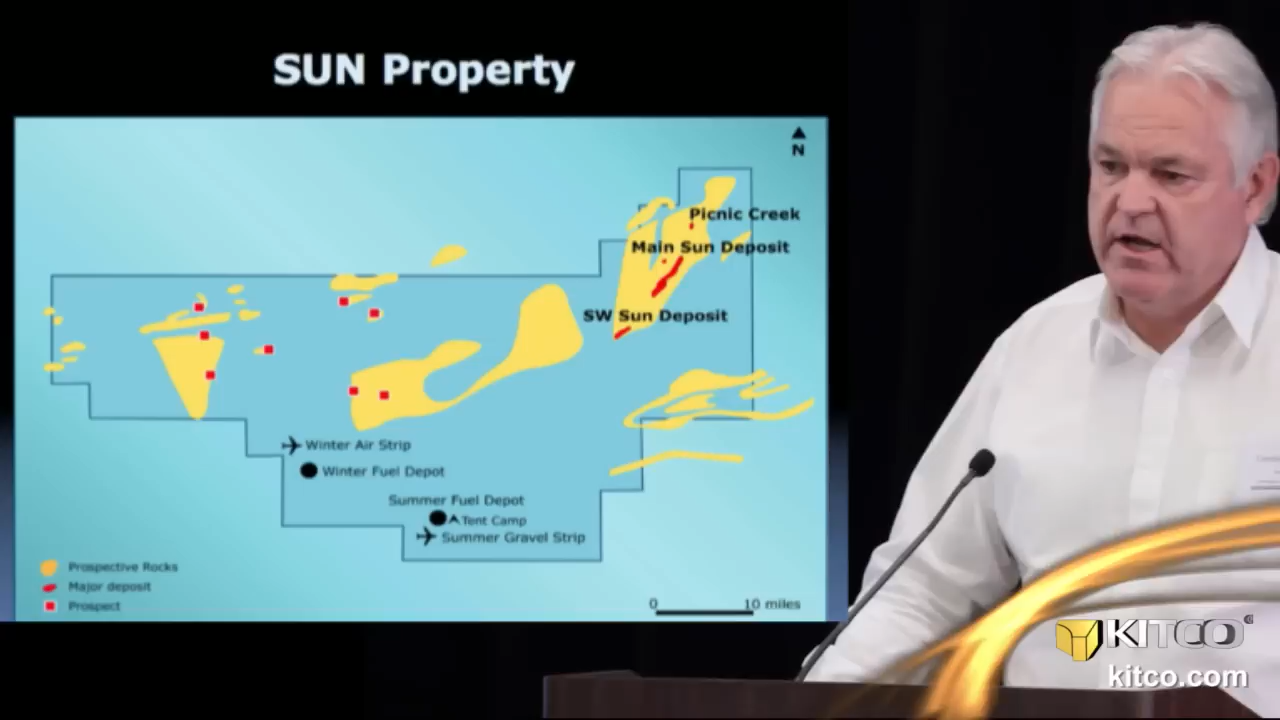 SUN Property
N
Picnic Creek
Main Sun Deposit
SW Sun Deposit
Winter Air Strip
Winter Fuel Depot
Summer Fuel Depot
Tent Camp
Summer Gravel Strip
Prospective Rocks
Major deposit
Prospect
0 10 miles
KITCO
kitco.com